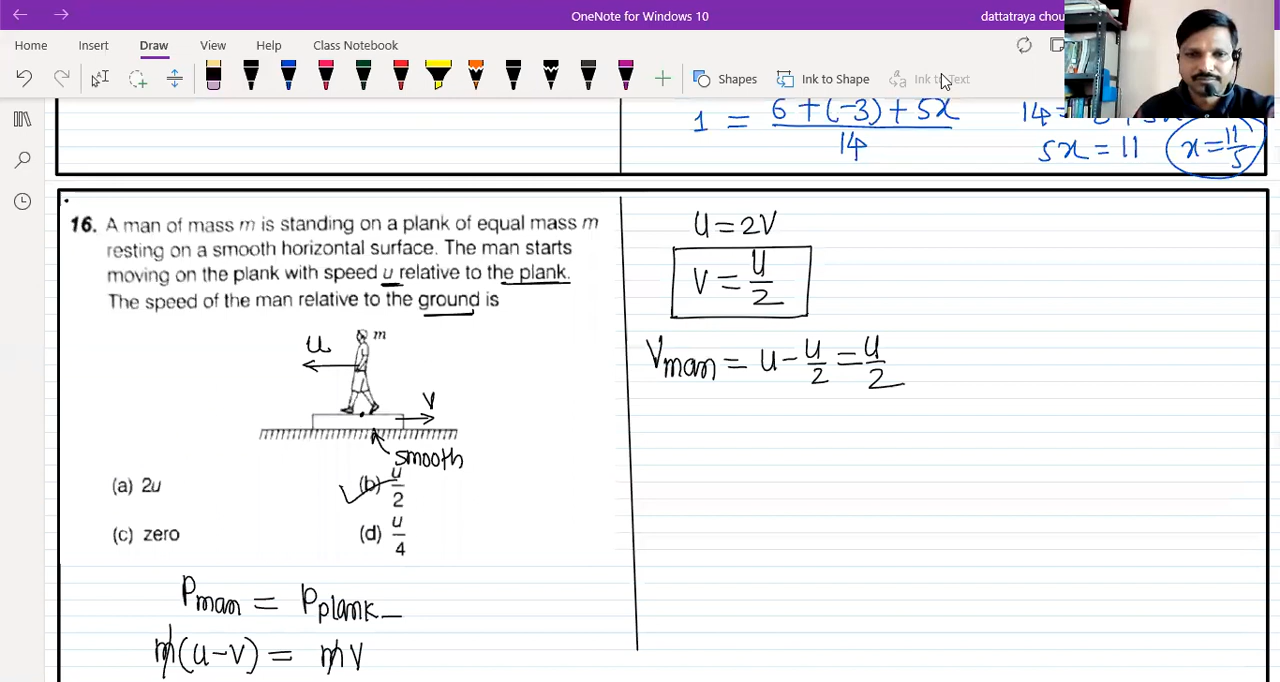 OneNote for Windows 10
dattatraya chou
Home Insert Draw View Help Class Notebook
Shapes Ink to Shape Ink to Text
1 = 6 + (-3) + 5x / 14
14 =
5x = 11 x = 11/5
16. A man of mass m is standing on a plank of equal mass m
resting on a smooth horizontal surface. The man starts
moving on the plank with speed u relative to the plank.
The speed of the man relative to the ground is
m
u
v
smooth
(a) 2u (b) u/2
(c) zero (d) u/4
Pman = Pplank
m(u-v) = mv
u = 2v
v = u/2
Vman = u - u/2 = u/2